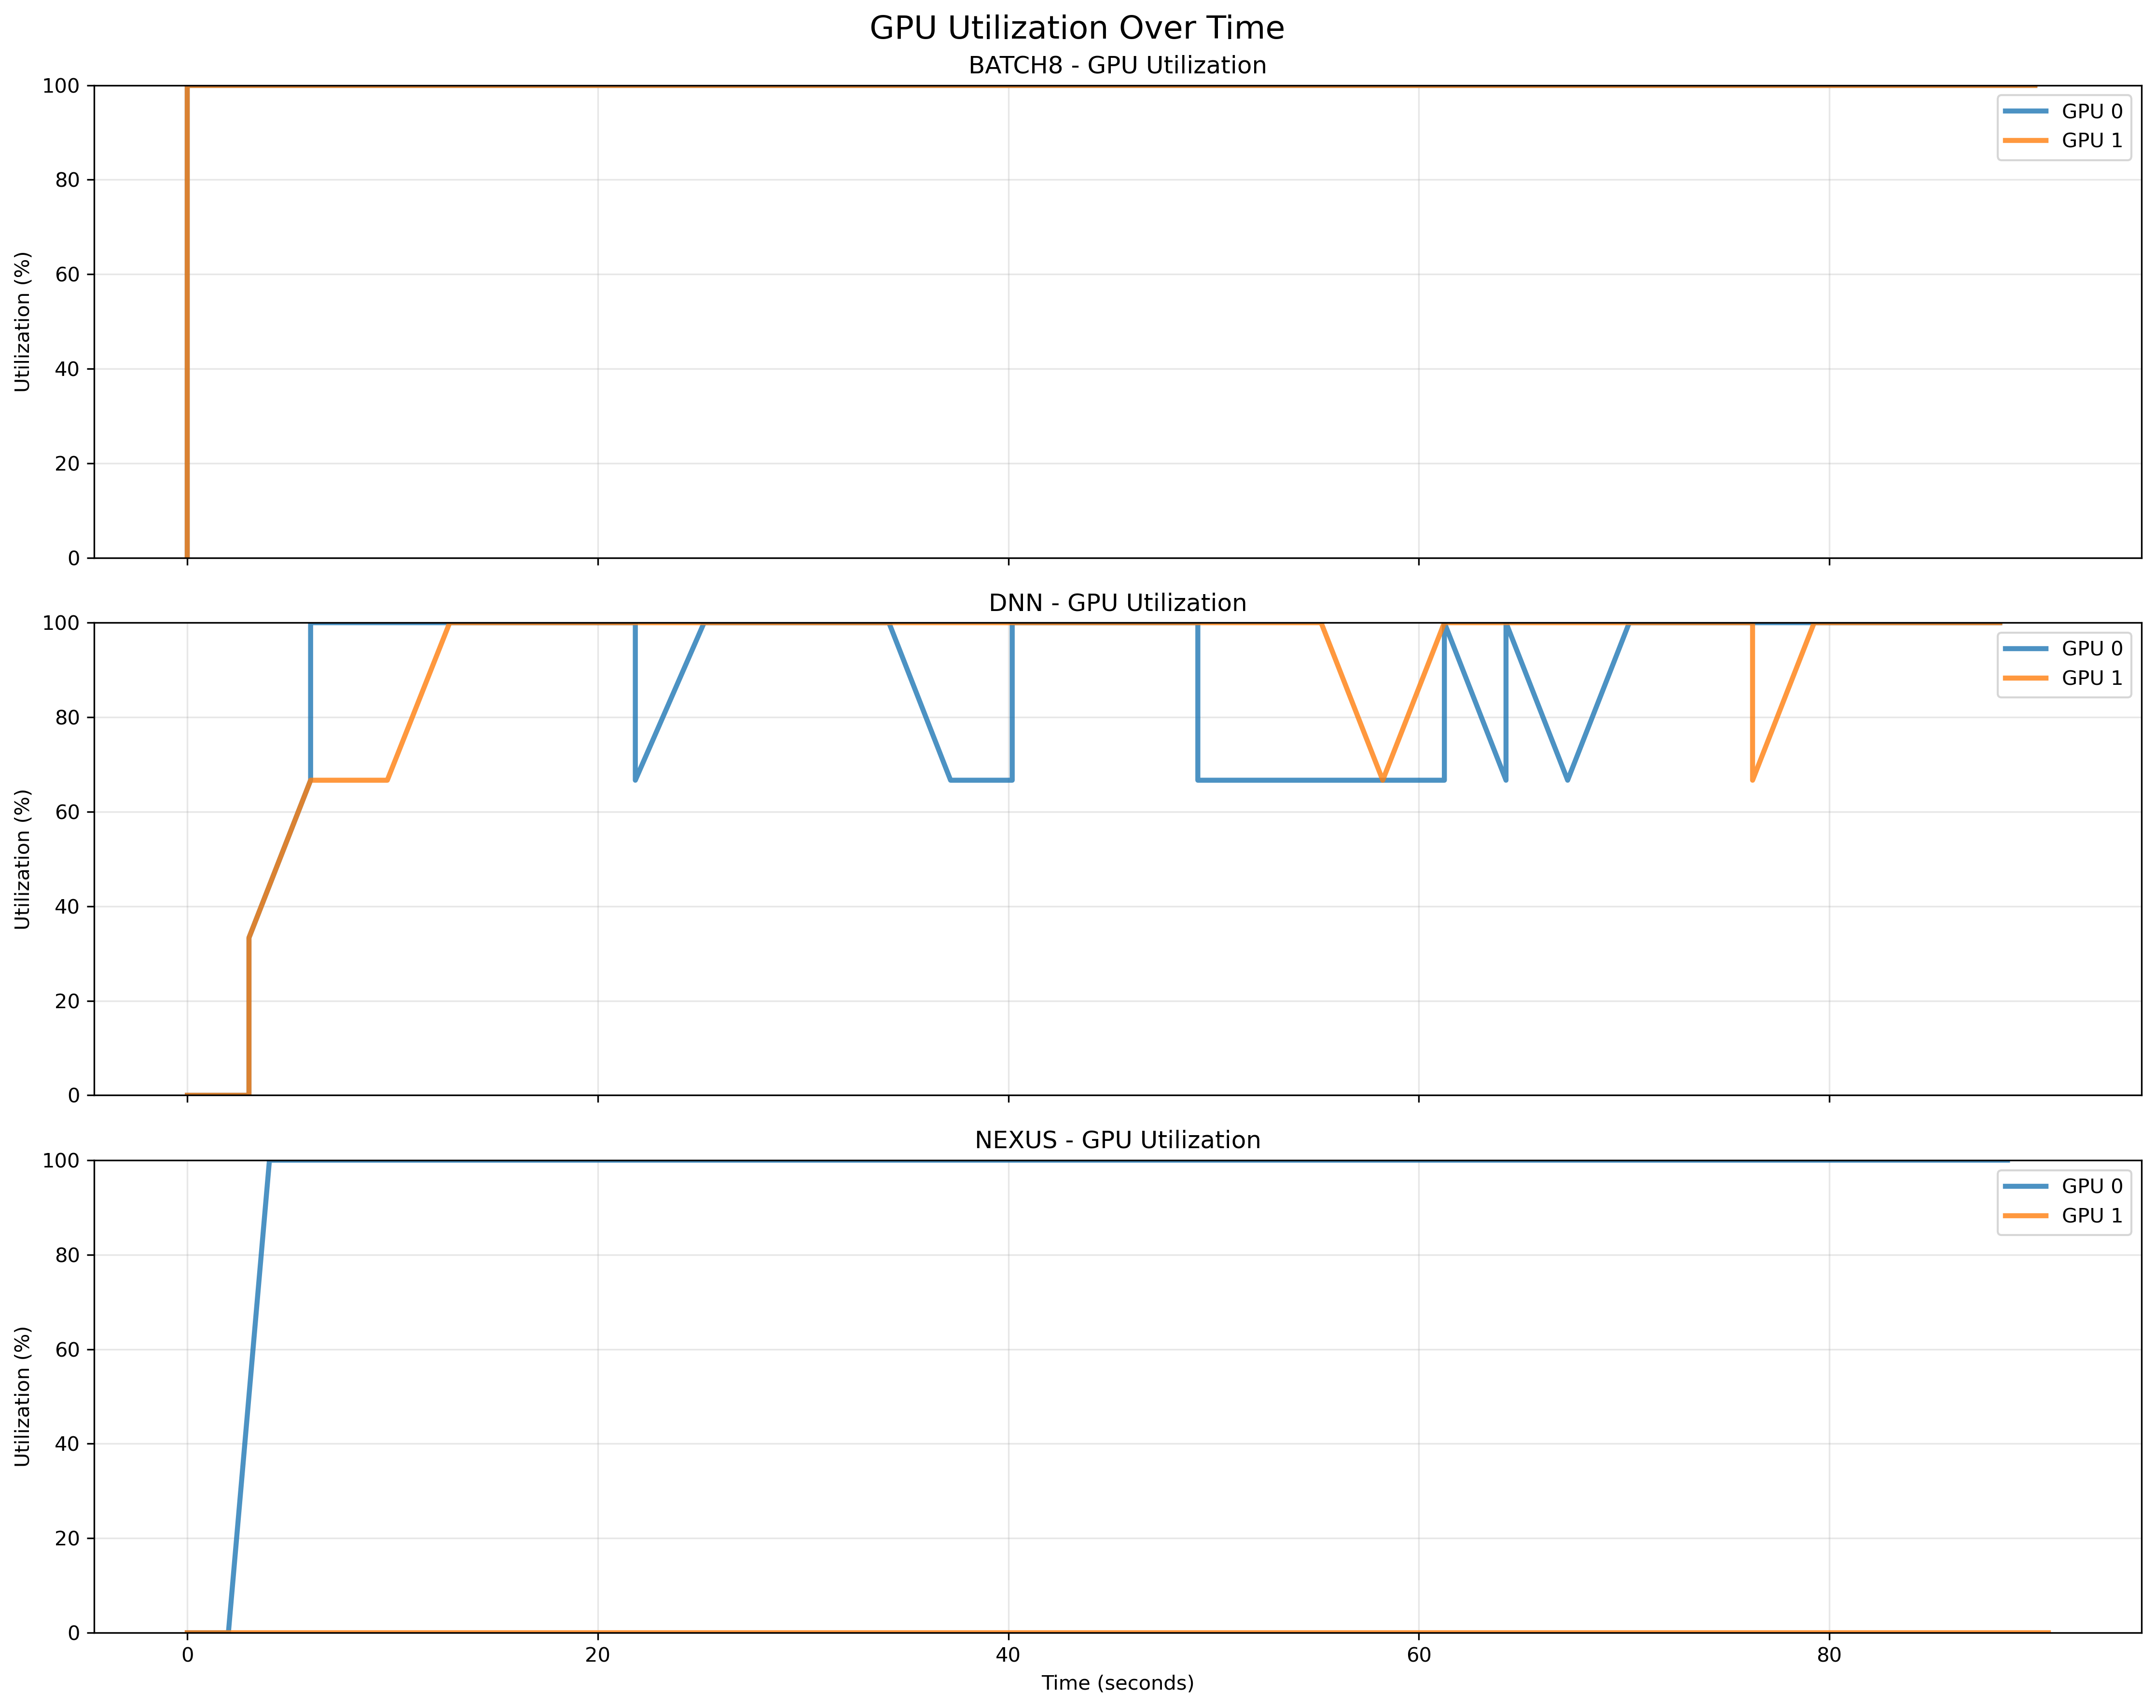 GPU Utilization Over Time
BATCH8 - GPU Utilization
100
80
60
40
20
0
Utilization (%)
GPU 0
GPU 1
DNN - GPU Utilization
100
80
60
40
20
0
Utilization (%)
GPU 0
GPU 1
NEXUS - GPU Utilization
100
80
60
40
20
0
Utilization (%)
GPU 0
GPU 1
0 20 40 60 80
Time (seconds)